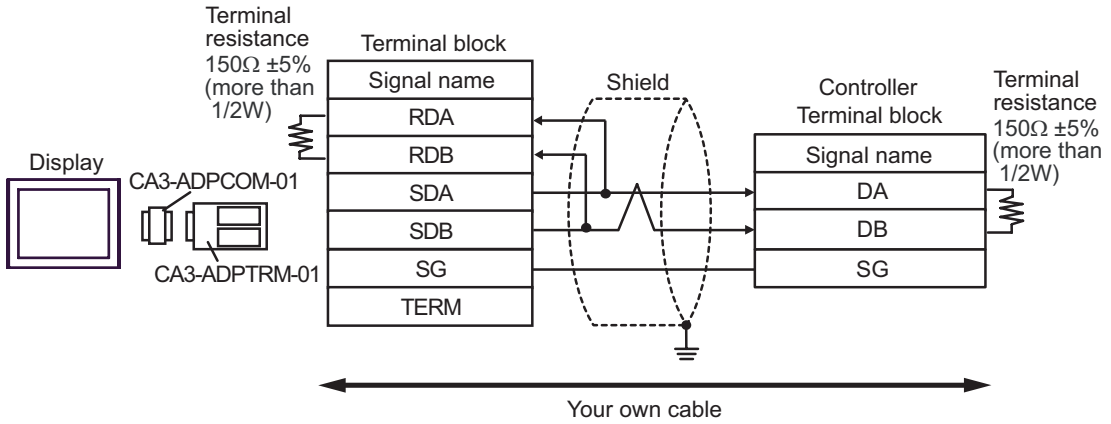 Terminal
resistance
150Ω ±5%
(more than
1/2W)
Terminal block
Signal name
RDA
RDB
SDA
SDB
SG
TERM
Display
CA3-ADPCOM-01
CA3-ADPTRM-01
Shield
Controller
Terminal block
Signal name
DA
DB
SG
Terminal
resistance
150Ω ±5%
(more than
1/2W)
Your own cable